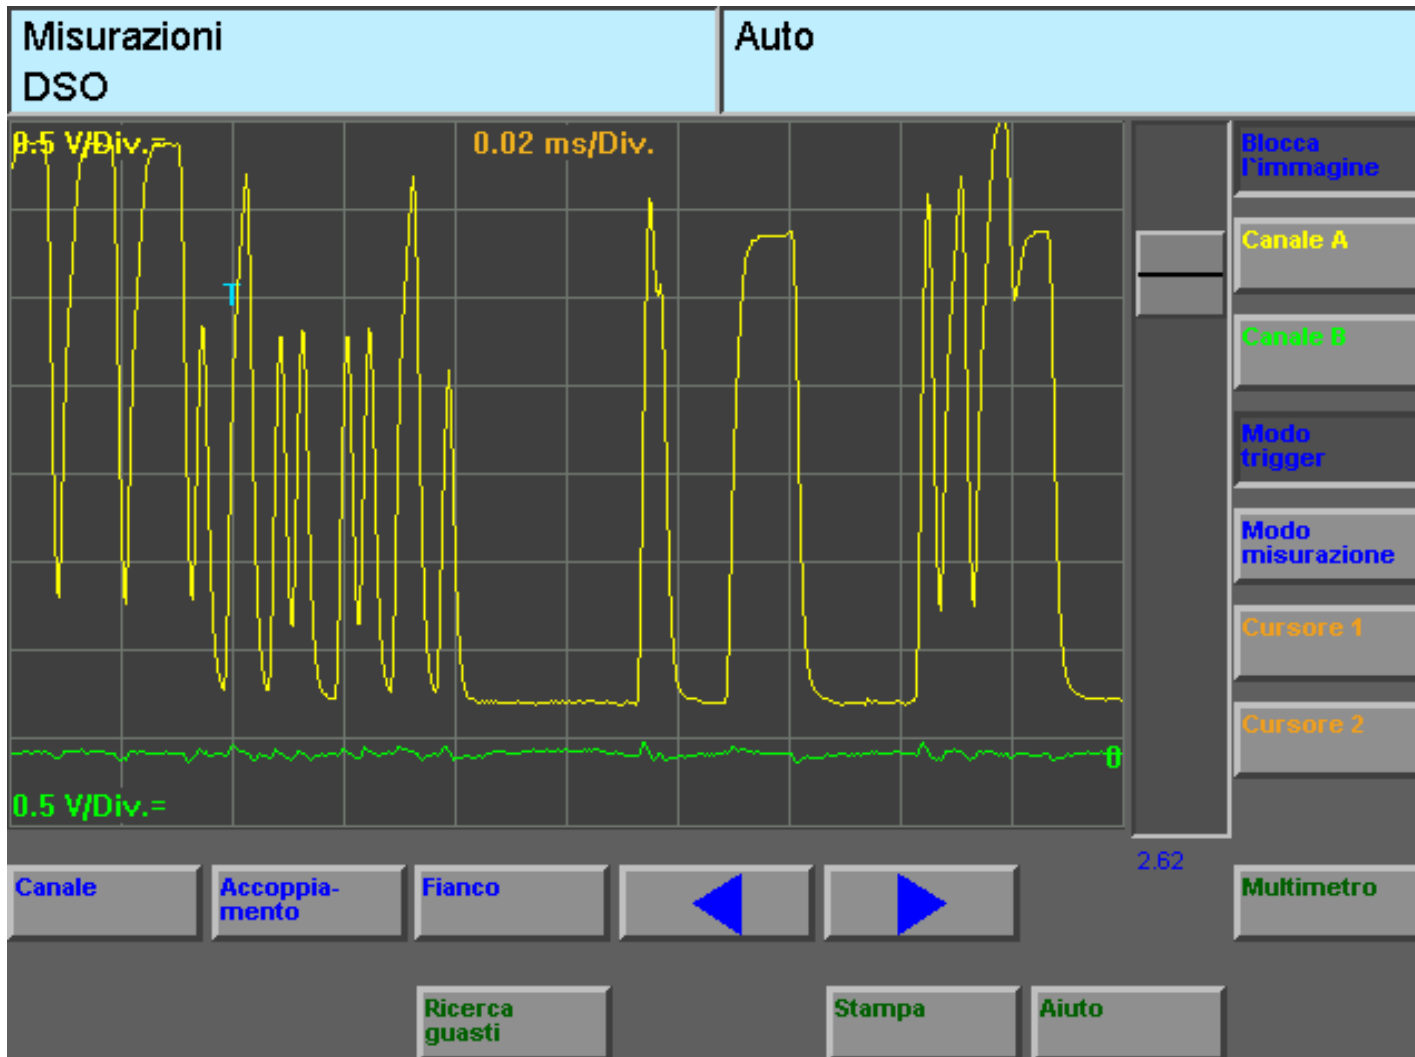 Misurazioni
DSO
Auto
0.5 V/Div.=
0.02 ms/Div.
T
0
0.5 V/Div.=
2.62
Blocca
l`immagine
Canale A
Canale B
Modo
trigger
Modo
misurazione
Cursore 1
Cursore 2
Canale
Accoppia-
mento
Fianco
Multimetro
Ricerca
guasti
Stampa
Aiuto